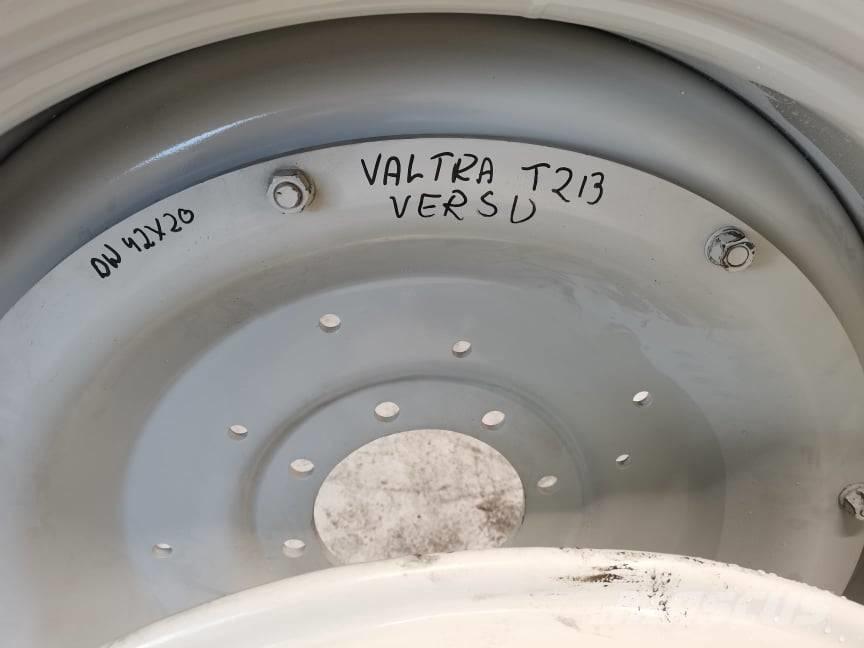 VALTRA T213
VERSU
DW 42X20